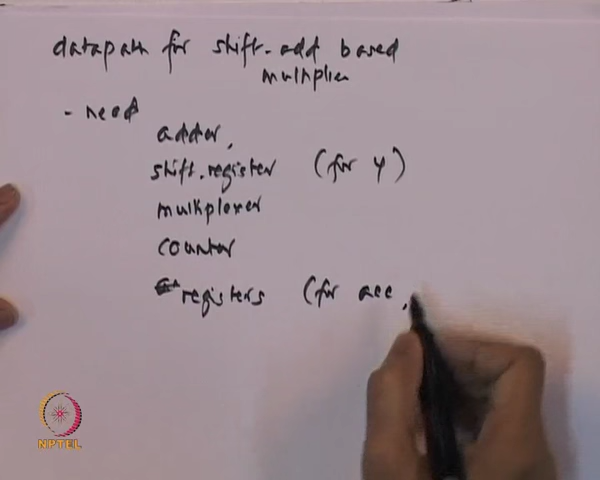 datapath for shift-add based
multiplier
- need
adder,
shift-register (for y)
multiplexer
counter
registers (for acc,
NPTEL